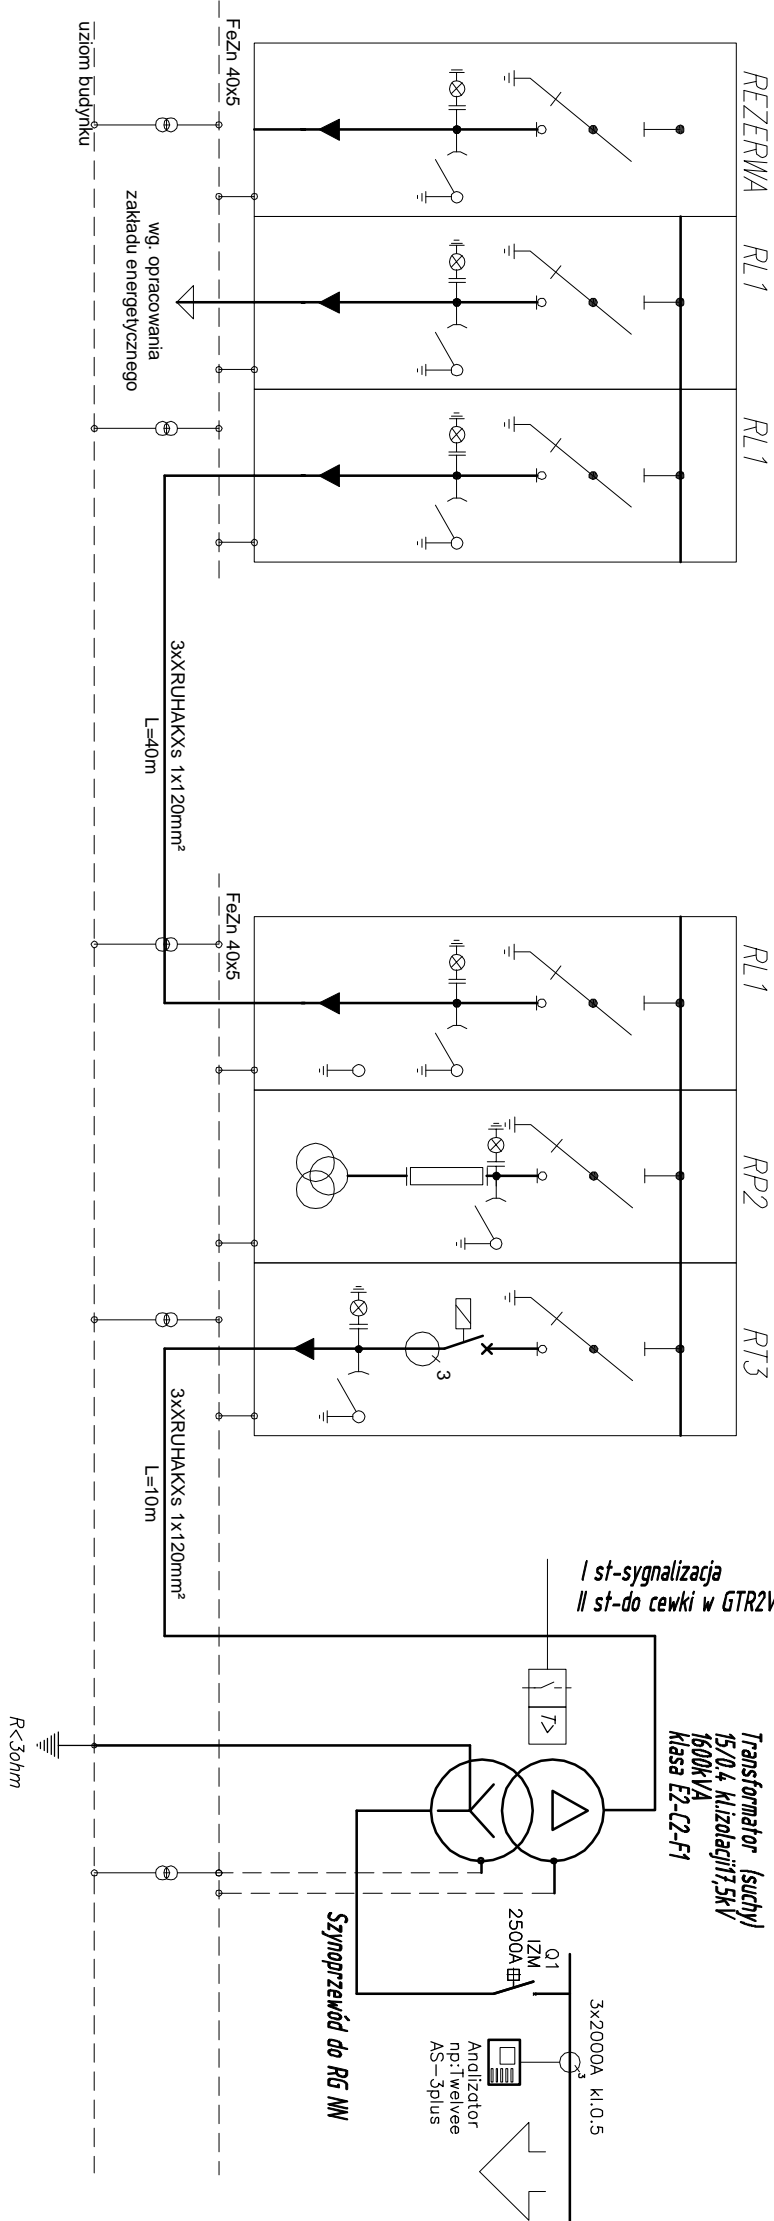 REZERWA
RL1
RL1
RL1
RP2
RT3
FeZn 40x5
uziom budynku
wg. opracowania
zakładu energetycznego
3xXRUHAKXs 1x120mm²
L=40m
FeZn 40x5
3
3xXRUHAKXs 1x120mm²
L=10m
I st-sygnalizacja
II st-do cewki w GTR2V
T>
Transformator (suchy)
15/0.4 kl.izolacji17,5kV
1600kVA
klasa E2-C2-F1
R<3ohm
Szynoprzewód do RG NN
Q1
IZM
2500A
3x2000A kl.0.5
3
Analizator
np:Twelvee
AS-3plus